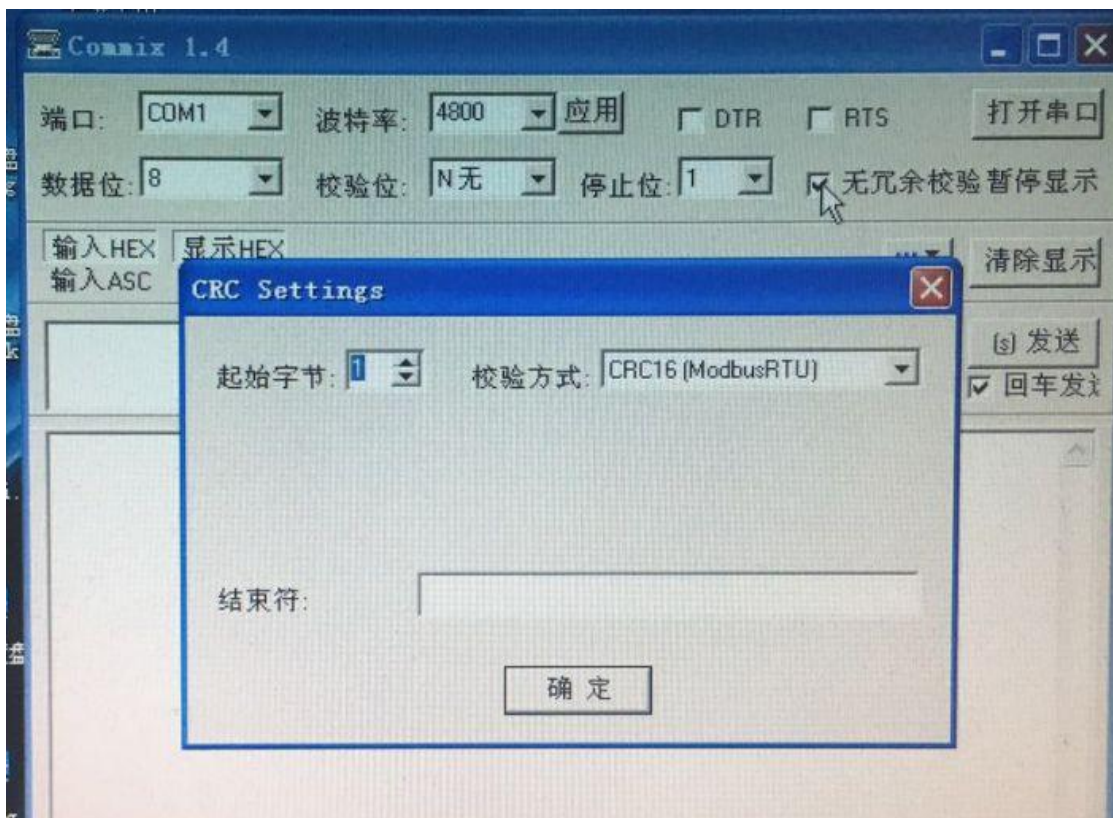 Commix 1.4
端口: COM1 波特率: 4800 应用 DTR RTS 打开串口
数据位: 8 校验位: N无 停止位: 1 无冗余校验 暂停显示
输入HEX 显示HEX 清除显示
输入ASC
CRC Settings
起始字节: 1 校验方式: CRC16 (ModbusRTU)
(s) 发送
回车发
结束符:
确 定